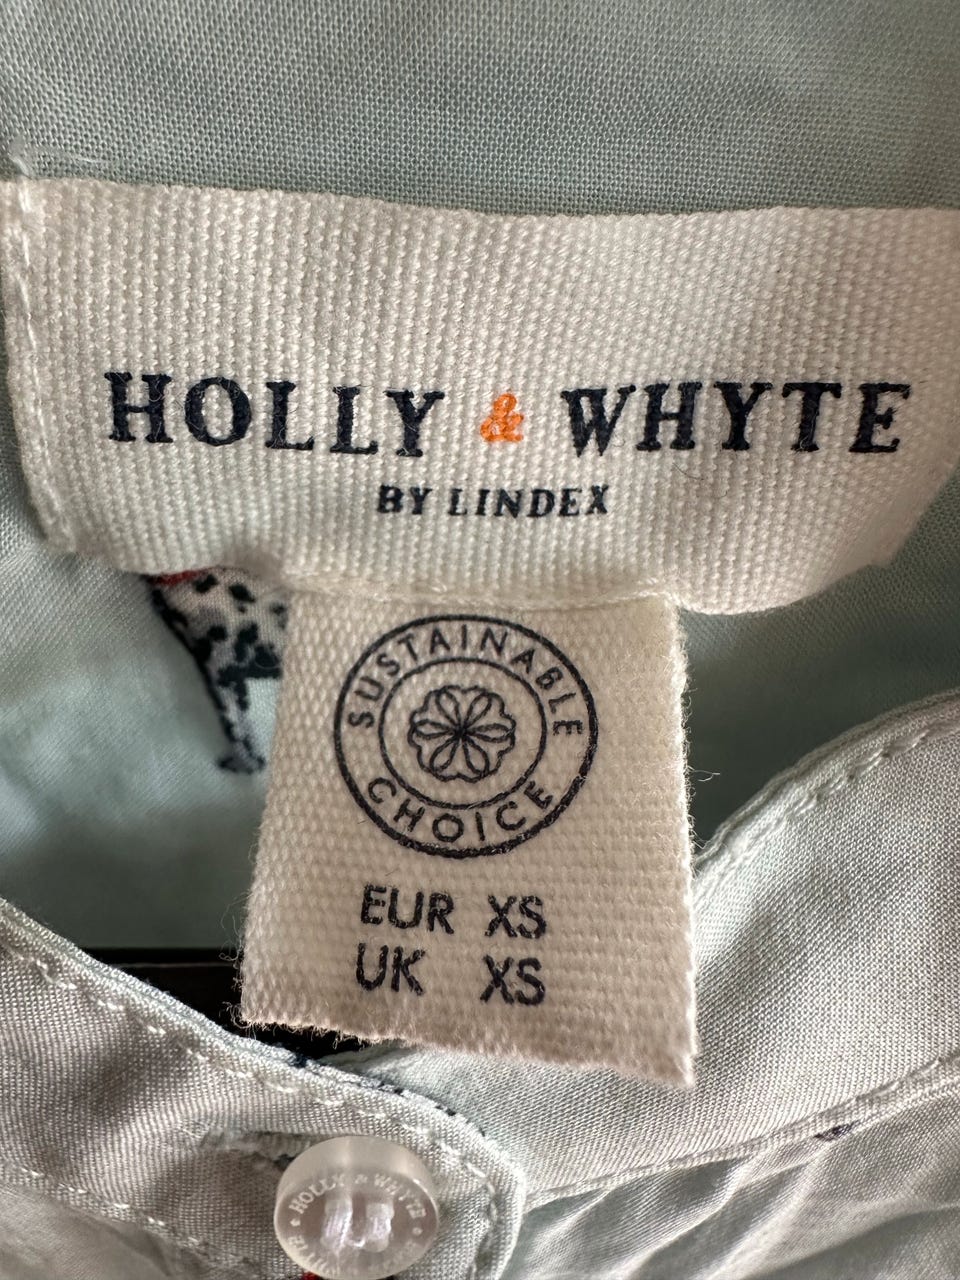 HOLLY & WHYTE
BY LINDEX
SUSTAINABLE
CHOICE
EUR XS
UK XS
HOLLY & WHYTE